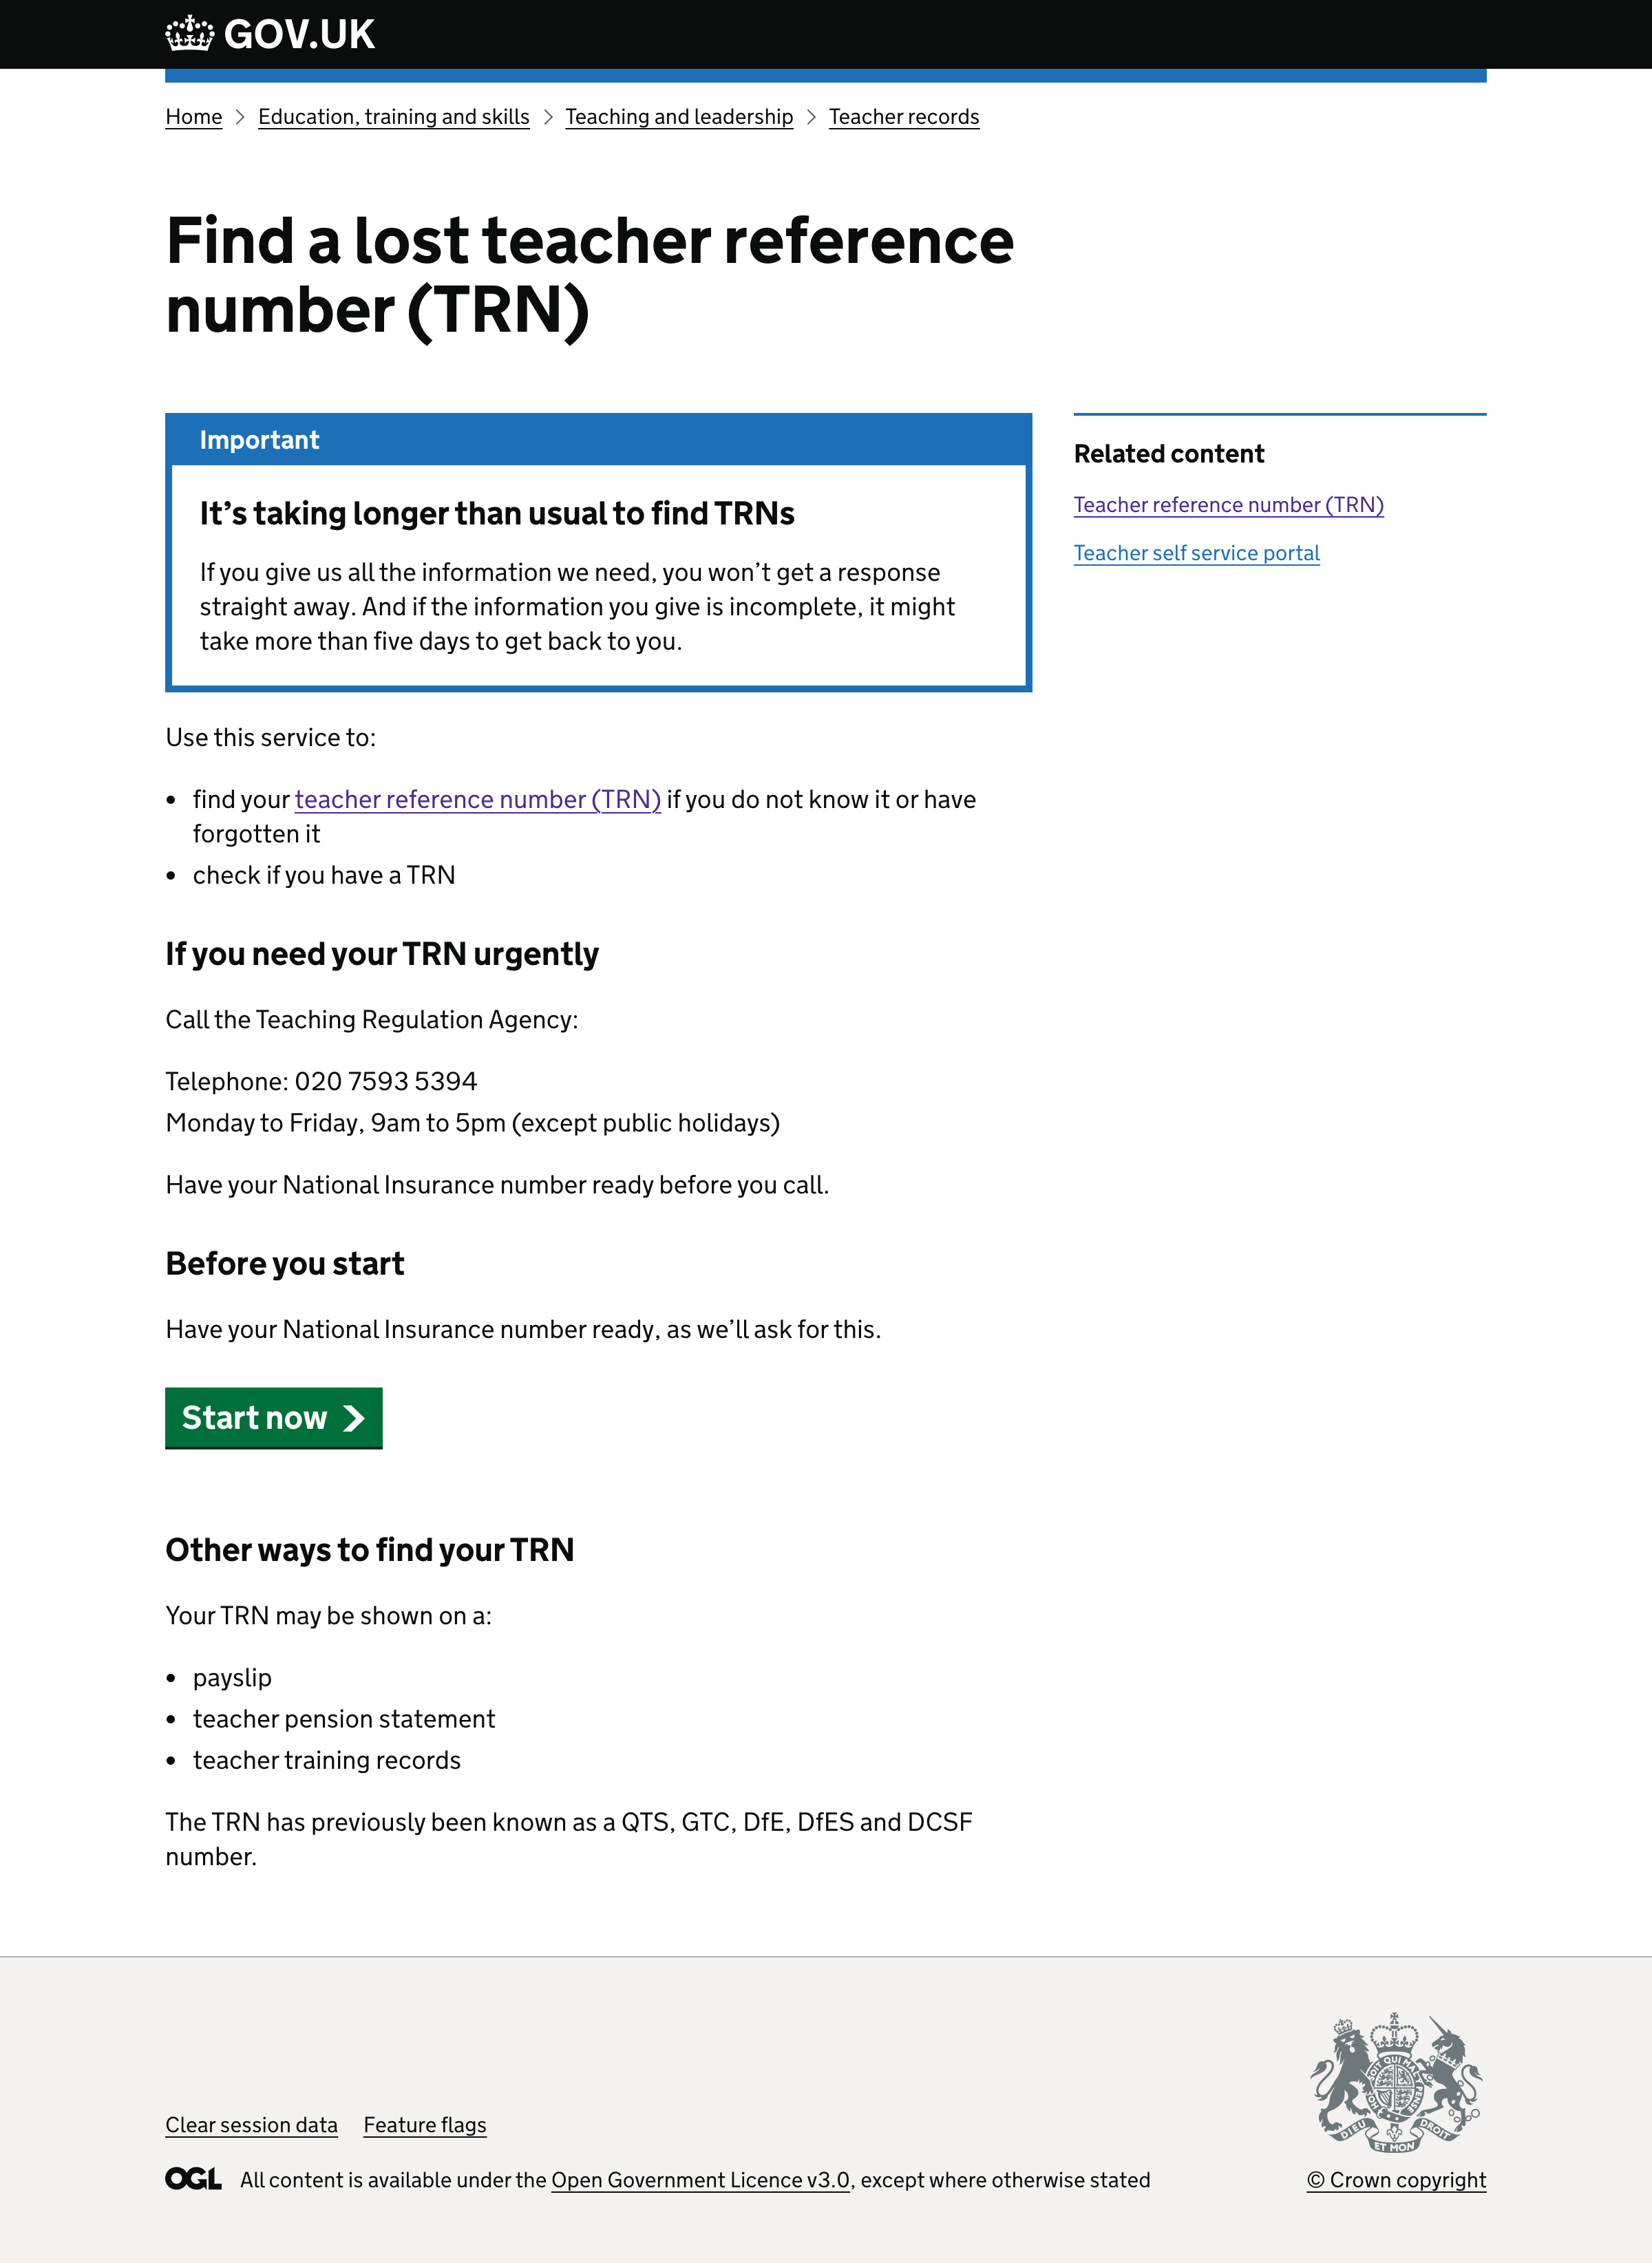 GOV.UK
Home > Education, training and skills > Teaching and leadership > Teacher records
Find a lost teacher reference
number (TRN)
Important
It’s taking longer than usual to find TRNs
If you give us all the information we need, you won’t get a response
straight away. And if the information you give is incomplete, it might
take more than five days to get back to you.
Related content
Teacher reference number (TRN)
Teacher self service portal
Use this service to:
• find your teacher reference number (TRN) if you do not know it or have
forgotten it
• check if you have a TRN
If you need your TRN urgently
Call the Teaching Regulation Agency:
Telephone: 020 7593 5394
Monday to Friday, 9am to 5pm (except public holidays)
Have your National Insurance number ready before you call.
Before you start
Have your National Insurance number ready, as we’ll ask for this.
Start now
Other ways to find your TRN
Your TRN may be shown on a:
• payslip
• teacher pension statement
• teacher training records
The TRN has previously been known as a QTS, GTC, DfE, DfES and DCSF
number.
DIEU ET MON DROIT
Clear session data Feature flags
OGL All content is available under the Open Government Licence v3.0, except where otherwise stated
© Crown copyright